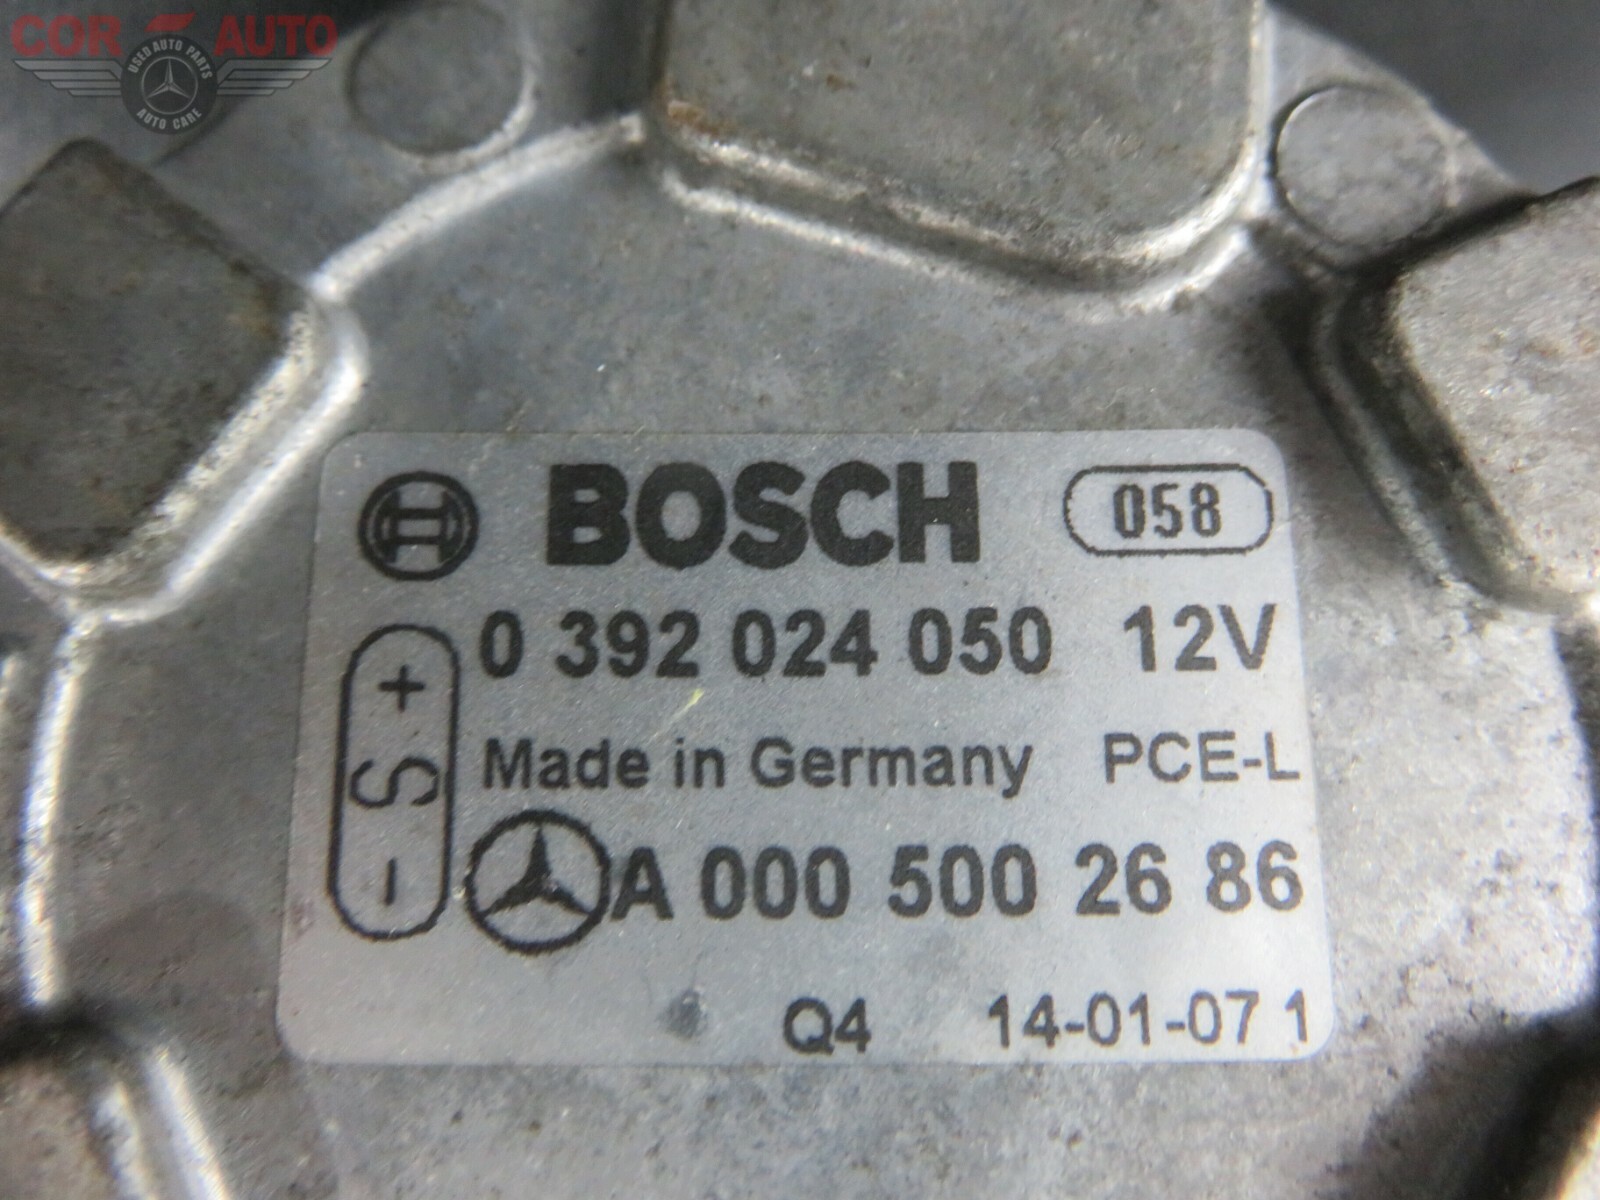 COR AUTO
USED AUTO PARTS
AUTO CARE
BOSCH 058
0 392 024 050 12V
+ S -
Made in Germany PCE-L
A 000 500 26 86
Q4 14-01-07 1